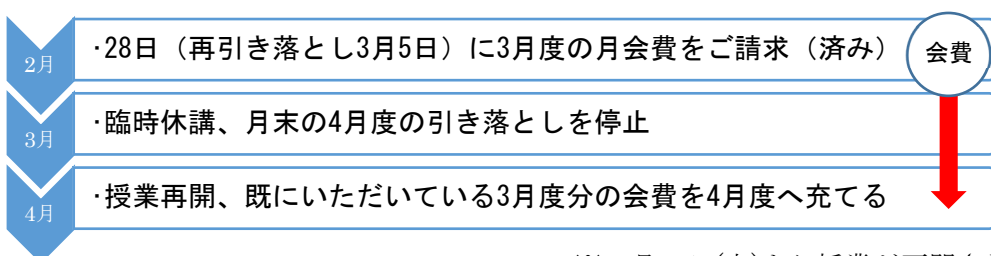 2月
・28日（再引き落とし3月5日）に3月度の月会費をご請求（済み）
会費
3月
・臨時休講、月末の4月度の引き落としを停止
4月
・授業再開、既にいただいている3月度分の会費を4月度へ充てる